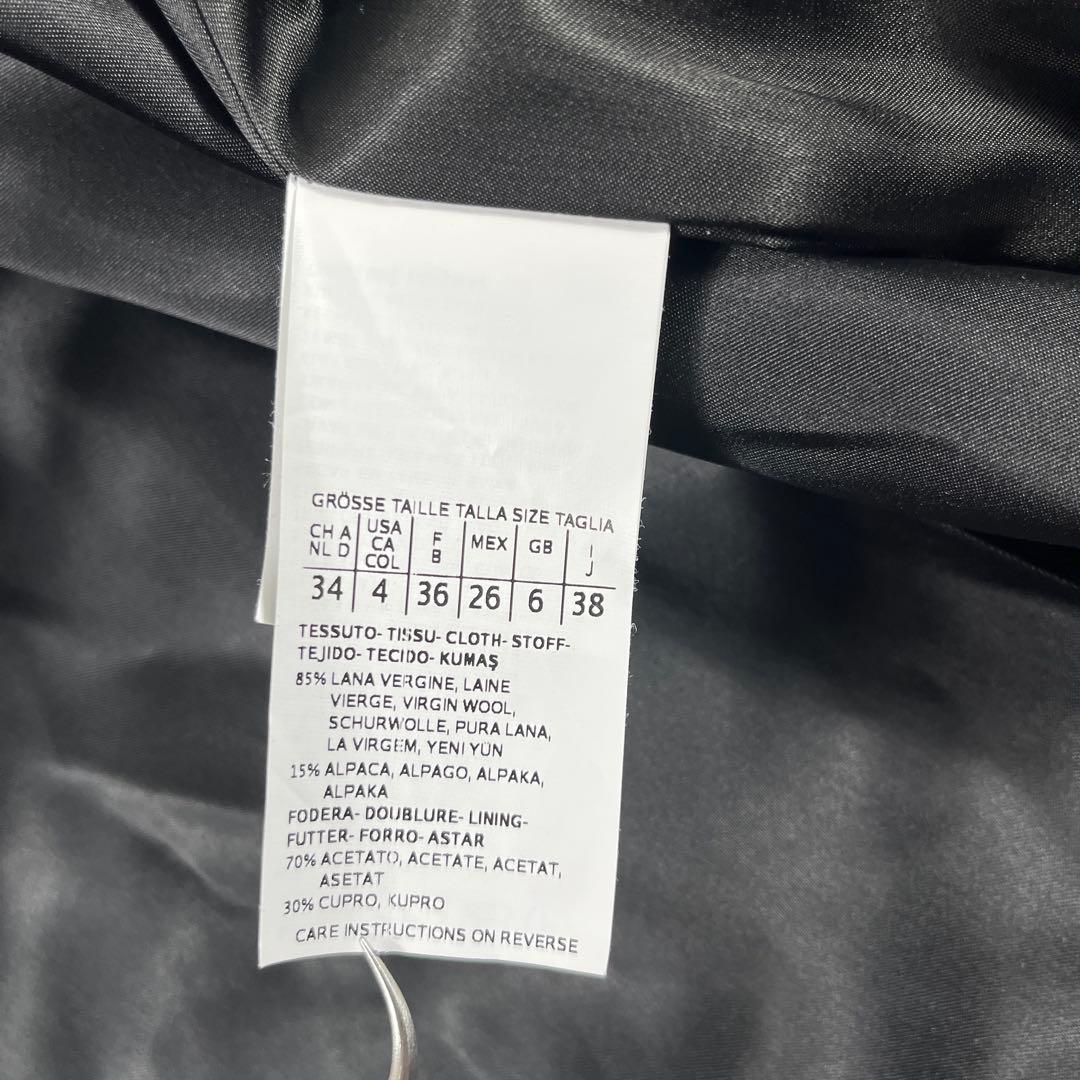 GRÖSSE TAILLE TALLA SIZE TAGLIA
CH A USA F MEX GB I
NL D CA B J
COL
34 4 36 26 6 38
TESSUTO- TISSU- CLOTH- STOFF-
TEJIDO- TECIDO- KUMAŞ
85% LANA VERGINE, LAINE
VIERGE, VIRGIN WOOL,
SCHURWOLLE, PURA LANA,
LA VIRGEM, YENI YÜN
15% ALPACA, ALPAGO, ALPAKA,
ALPAKA
FODERA- DOUBLURE- LINING-
FUTTER- FORRO- ASTAR
70% ACETATO, ACETATE, ACETAT,
ASETAT
30% CUPRO, KUPRO
CARE INSTRUCTIONS ON REVERSE